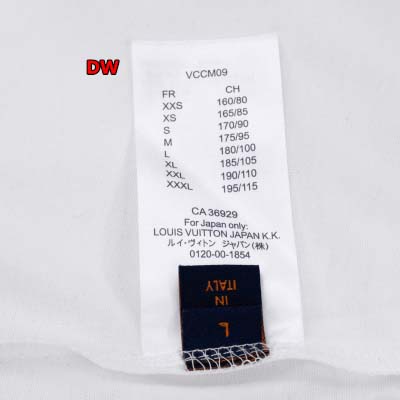 DW
VCCM09
FR CH
XXS 160/80
XS 165/85
S 170/90
M 175/95
L 180/100
XL 185/105
XXL 190/110
XXXL 195/115
CA 36929
For Japan only:
LOUIS VUITTON JAPAN K.K.
ルイ・ヴィトン ジャパン(株)
0120-00-1854
IN
ITALY
L